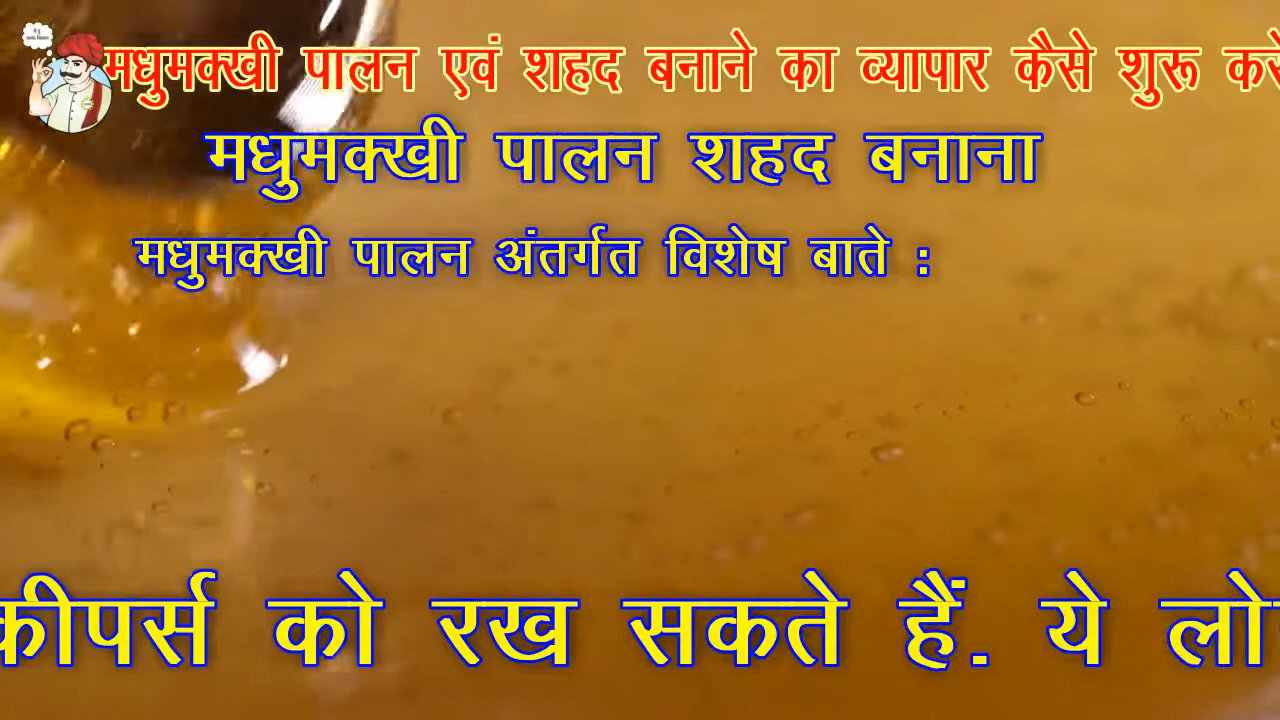 मधुमक्खी पालन एवं शहद बनाने का व्यापार कैसे शुरू करे
मधुमक्खी पालन शहद बनाना
मधुमक्खी पालन अंतर्गत विशेष बाते :
कीपर्स को रख सकते हैं. ये